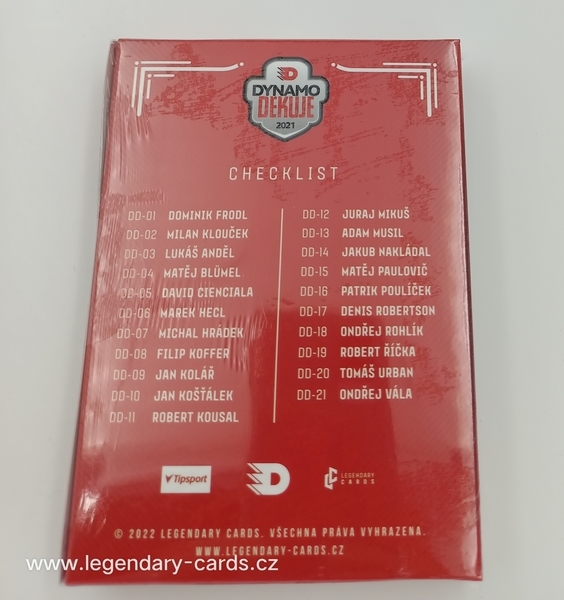 DYNAMO
DĚKUJE
2021
CHECKLIST
DD-01 DOMINIK FRODL
DD-02 MILAN KLOUČEK
DD-03 LUKÁŠ ANDĚL
DD-04 MATĚJ BLÜMEL
DD-05 DAVID CIENCIALA
DD-06 MAREK HECL
DD-07 MICHAL HRÁDEK
DD-08 FILIP KOFFER
DD-09 JAN KOLÁŘ
DD-10 JAN KOŠŤÁLEK
DD-11 ROBERT KOUSAL
DD-12 JURAJ MIKUŠ
DD-13 ADAM MUSIL
DD-14 JAKUB NAKLÁDAL
DD-15 MATĚJ PAULOVIČ
DD-16 PATRIK POULÍČEK
DD-17 DENIS ROBERTSON
DD-18 ONDŘEJ ROHLÍK
DD-19 ROBERT ŘÍČKA
DD-20 TOMÁŠ URBAN
DD-21 ONDŘEJ VÁLA
Tipsport
D
LEGENDARY
CARDS
© 2022 LEGENDARY CARDS. VŠECHNA PRÁVA VYHRAZENA.
WWW.LEGENDARY-CARDS.CZ
www.legendary-cards.cz